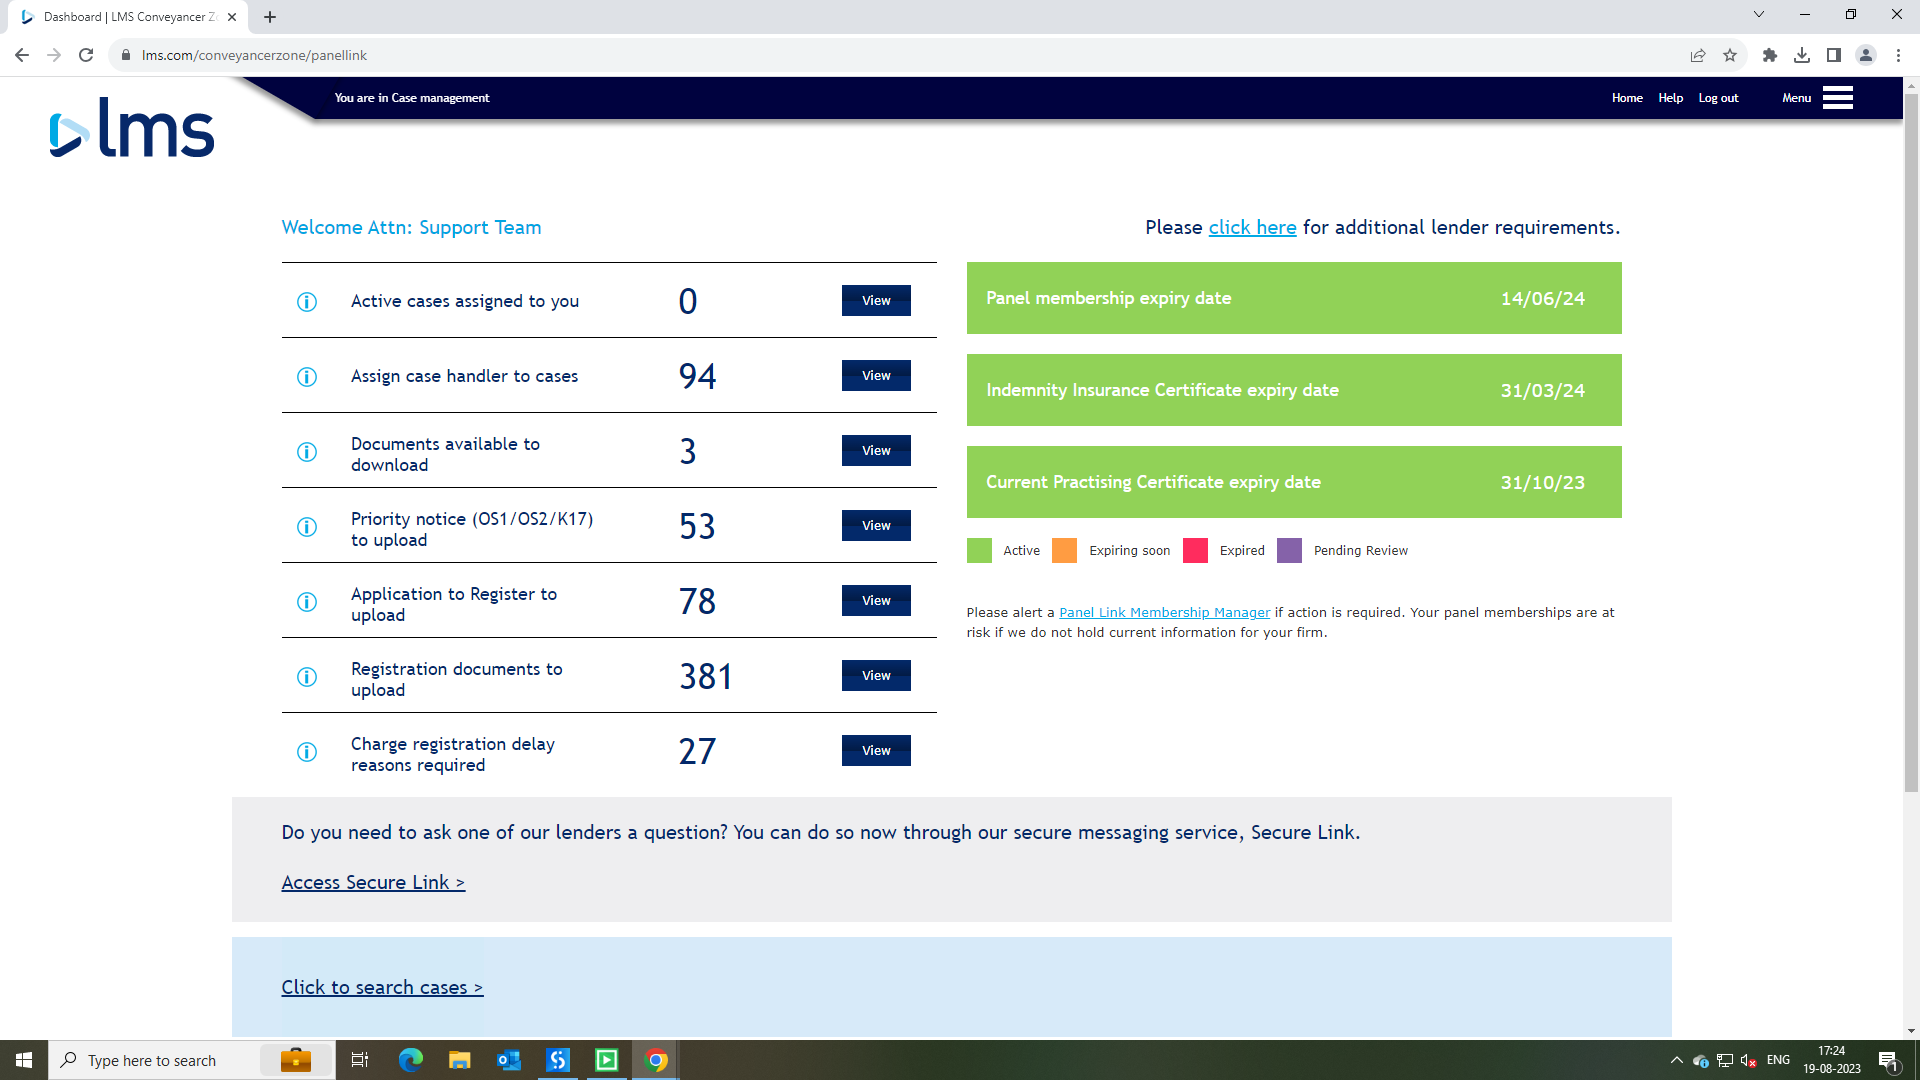 Dashboard | LMS Conveyancer Zo
lms.com/conveyancerzone/panellink
You are in Case management
Home Help Log out Menu
lms
Welcome Attn: Support Team
Active cases assigned to you 0 View
Assign case handler to cases 94 View
Documents available to
download
3 View
Priority notice (OS1/OS2/K17)
to upload
53 View
Application to Register to
upload
78 View
Registration documents to
upload
381 View
Charge registration delay
reasons required
27 View
Please click here for additional lender requirements.
Panel membership expiry date 14/06/24
Indemnity Insurance Certificate expiry date 31/03/24
Current Practising Certificate expiry date 31/10/23
Active Expiring soon Expired Pending Review
Please alert a Panel Link Membership Manager if action is required. Your panel memberships are at
risk if we do not hold current information for your firm.
Do you need to ask one of our lenders a question? You can do so now through our secure messaging service, Secure Link.
Access Secure Link >
Click to search cases >
Type here to search
ENG
17:24
19-08-2023
1